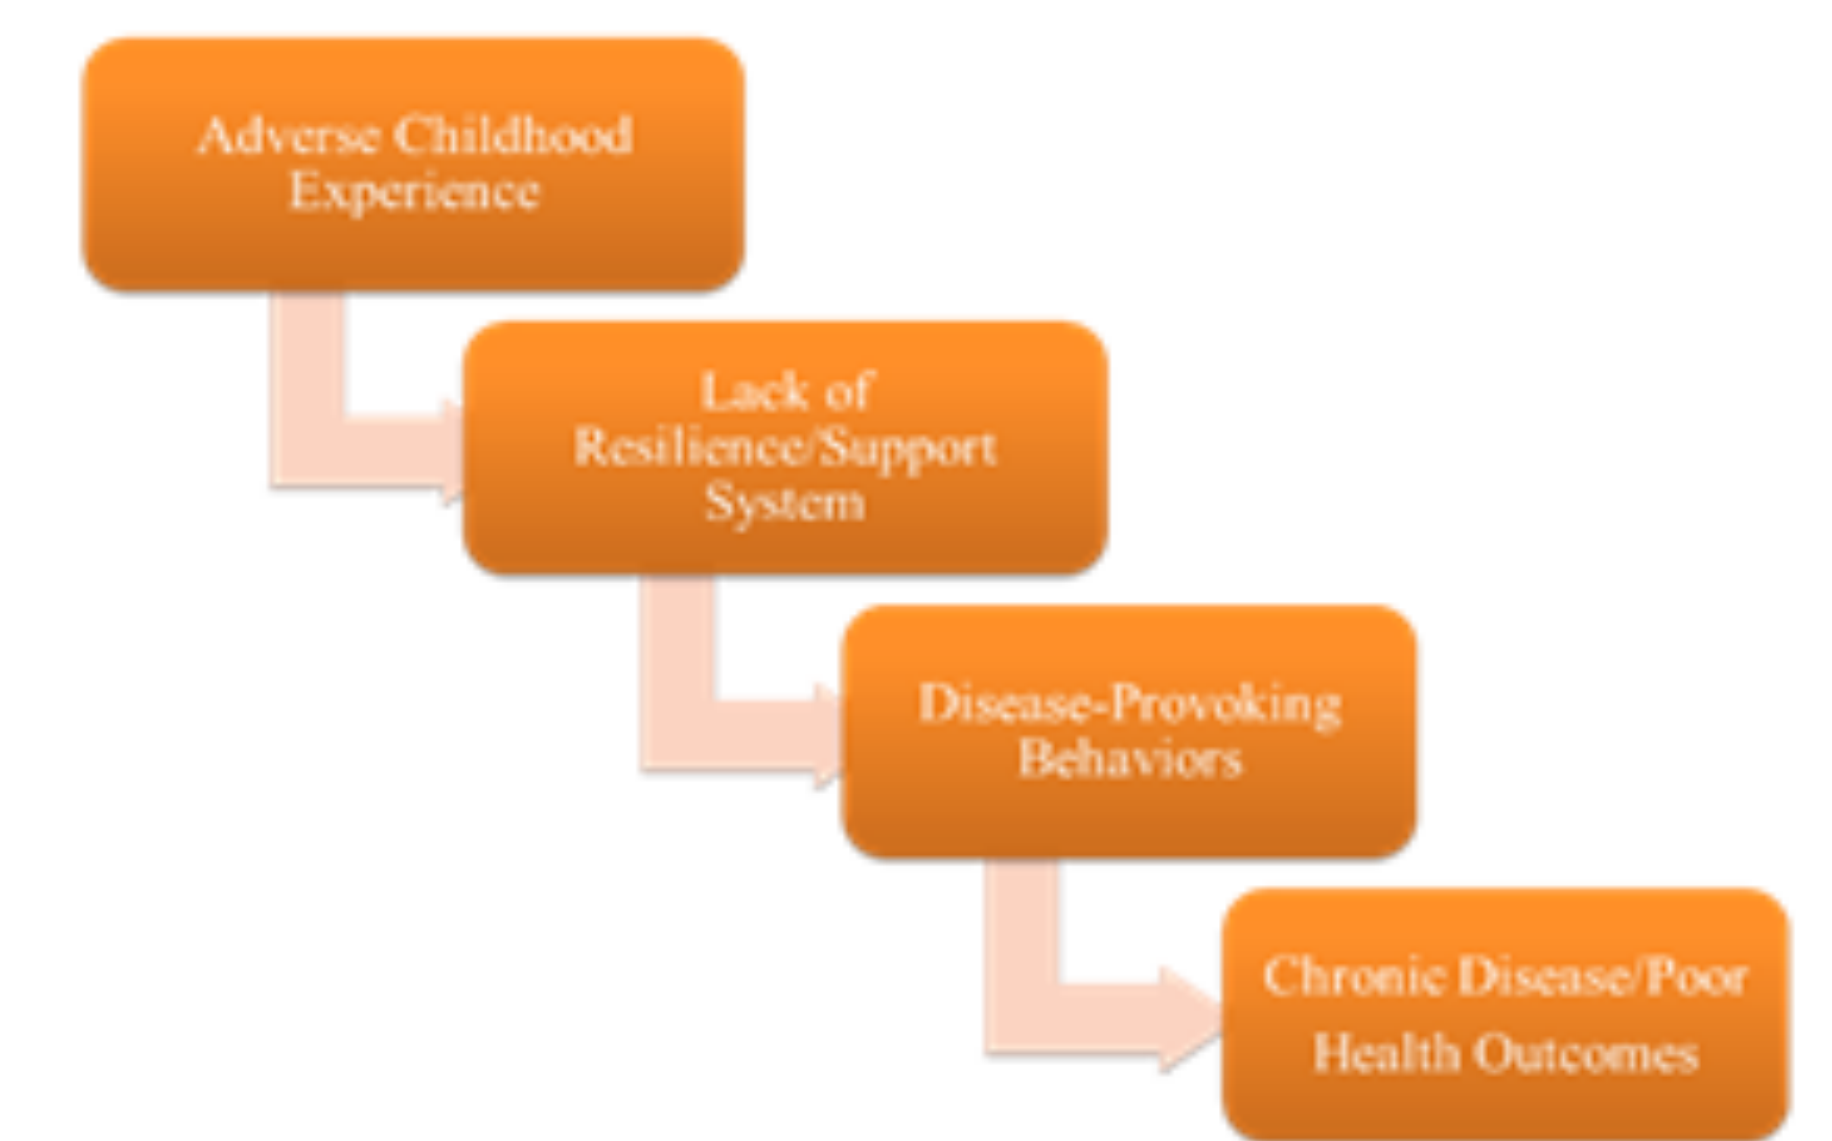 Adverse Childhood
Experience
Lack of
Resilience/Support
System
Disease-Provoking
Behaviors
Chronic Disease/Poor
Health Outcomes